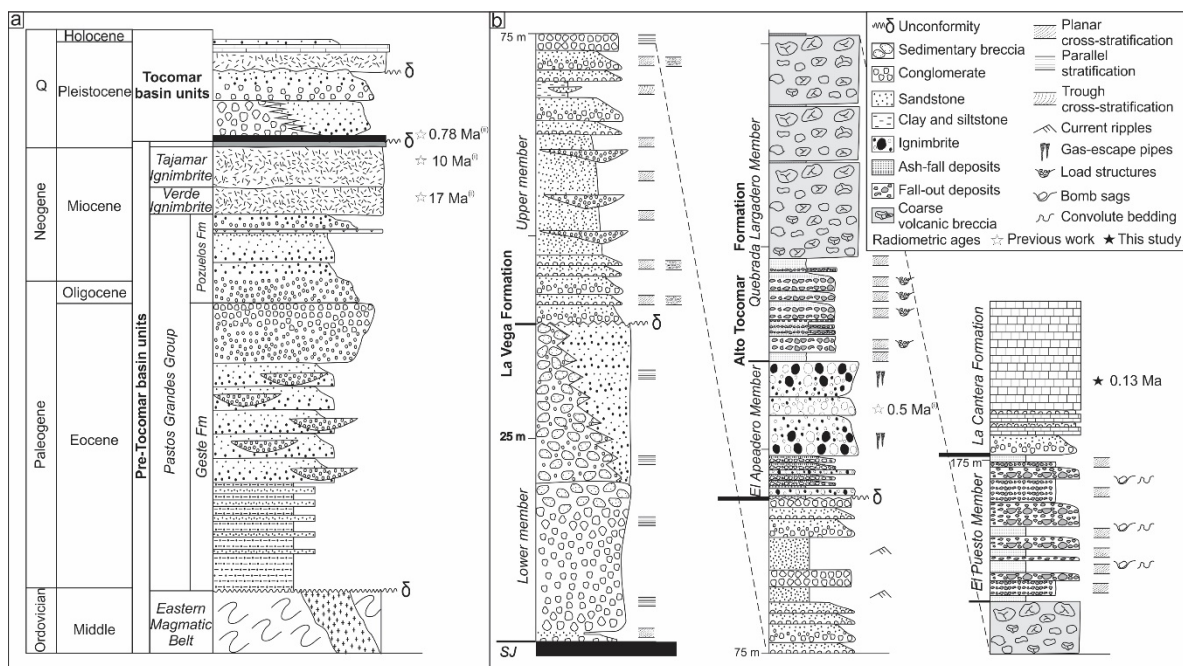 a
Holocene
Q
Pleistocene
Tocomar
basin units
δ
δ ☆ 0.78 Ma(ii)
Neogene
Miocene
Tajamar
Ignimbrite
☆ 10 Ma(i)
Verde
Ignimbrite
☆ 17 Ma(i)
Pozuelos Fm
Oligocene
Paleogene
Eocene
Pre-Tocomar basin units
Pastos Grandes Group
Geste Fm
δ
Ordovician
Middle
Eastern
Magmatic
Belt
b
75 m
La Vega Formation
Upper member
δ
25 m
Lower member
SJ
Alto Tocomar Formation
Quebrada Largadero Member
El Apeadero Member
☆ 0.5 Ma
δ
75 m
La Cantera Formation
★ 0.13 Ma
175 m
El Puesto Member
δ Unconformity
Sedimentary breccia
Conglomerate
Sandstone
Clay and siltstone
Ignimbrite
Ash-fall deposits
Fall-out deposits
Coarse
volcanic breccia
Planar
cross-stratification
Parallel
stratification
Trough
cross-stratification
Current ripples
Gas-escape pipes
Load structures
Bomb sags
Convolute bedding
Radiometric ages ☆ Previous work ★ This study